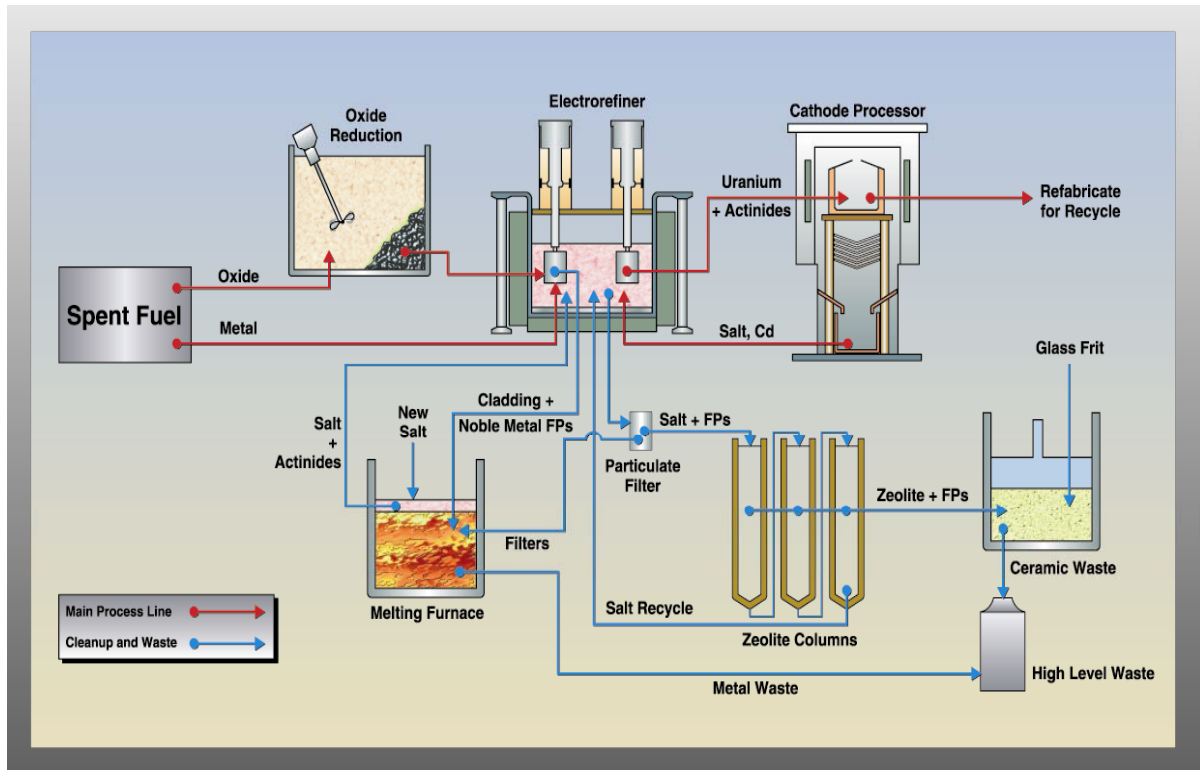 Electrorefiner
Cathode Processor
Oxide
Reduction
Uranium
+ Actinides
Refabricate
for Recycle
Oxide
Spent Fuel
Metal
Salt, Cd
Glass Frit
Cladding +
Noble Metal FPs
New
Salt
Salt
+
Actinides
Salt + FPs
Particulate
Filter
Zeolite + FPs
Filters
Ceramic Waste
Melting Furnace
Salt Recycle
Zeolite Columns
Main Process Line
Cleanup and Waste
Metal Waste
High Level Waste